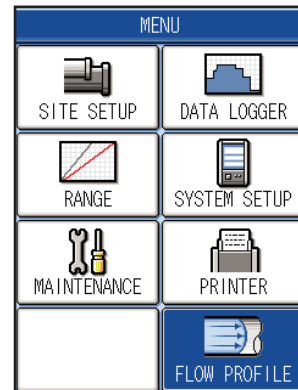 MENU
SITE SETUP
DATA LOGGER
RANGE
SYSTEM SETUP
MAINTENANCE
PRINTER
FLOW PROFILE